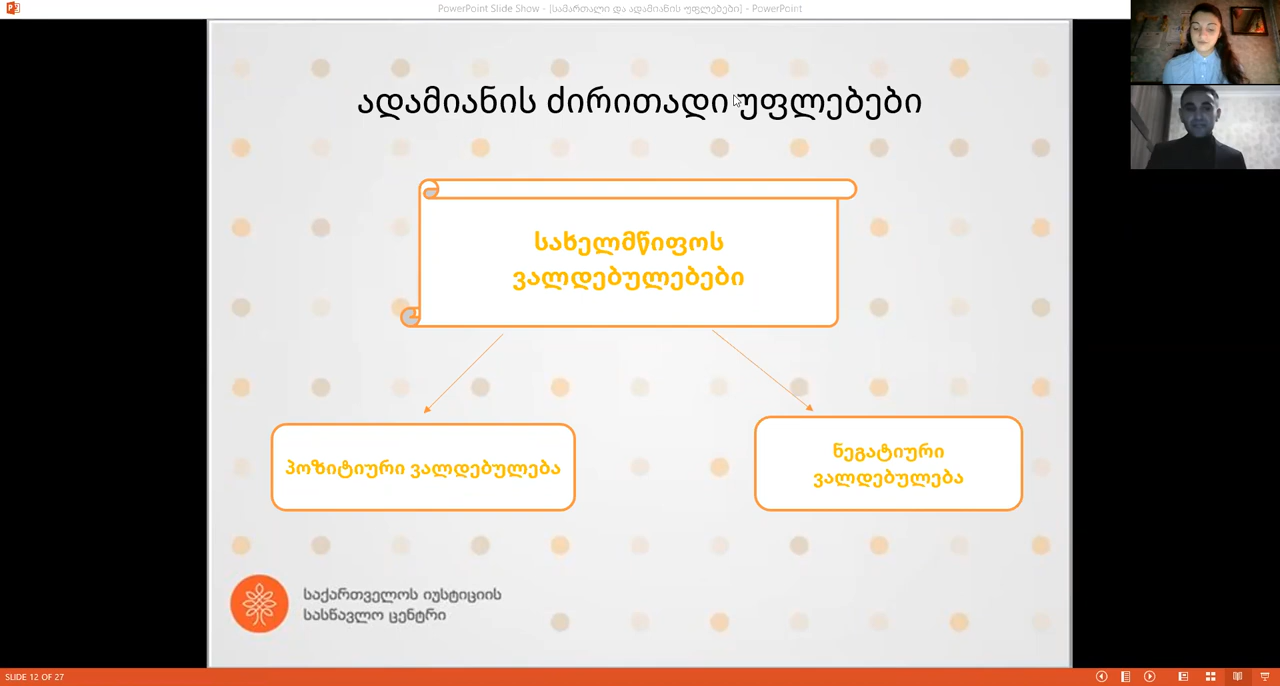 PowerPoint Slide Show - [სამართალი და ადამიანის უფლებები] - PowerPoint
ადამიანის ძირითადი უფლებები
სახელმწიფოს
ვალდებულებები
პოზიტიური ვალდებულება
ნეგატიური
ვალდებულება
საქართველოს იუსტიციის
სასწავლო ცენტრი
SLIDE 12 OF 27